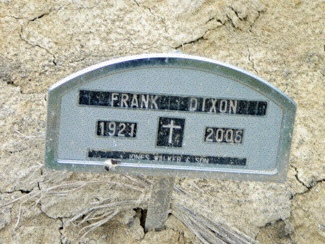 FRANK DIXON
1921 2006
JONES WALKER & SON